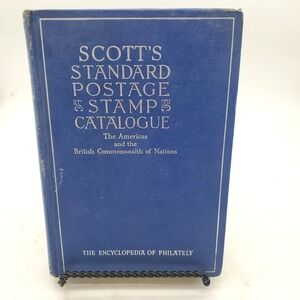 SCOTT'S
STANDARD
POSTAGE
STAMP
CATALOGUE
The Americas
and the
British Commonwealth of Nations
THE ENCYCLOPEDIA OF PHILATELY